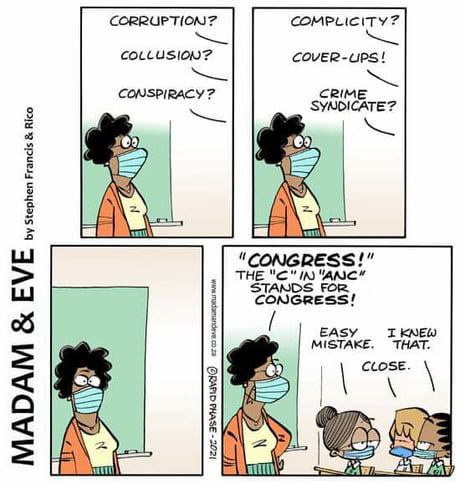 CORRUPTION?
COLLUSION?
CONSPIRACY?
COMPLICITY?
COVER-UPS!
CRIME
SYNDICATE?
MADAM & EVE by Stephen Francis & Rico
"CONGRESS!"
THE "C" IN "ANC"
STANDS FOR
CONGRESS!
EASY
MISTAKE.
CLOSE.
I KNEW
THAT.
www.madamandeve.co.za
©RAPID PHASE-2021